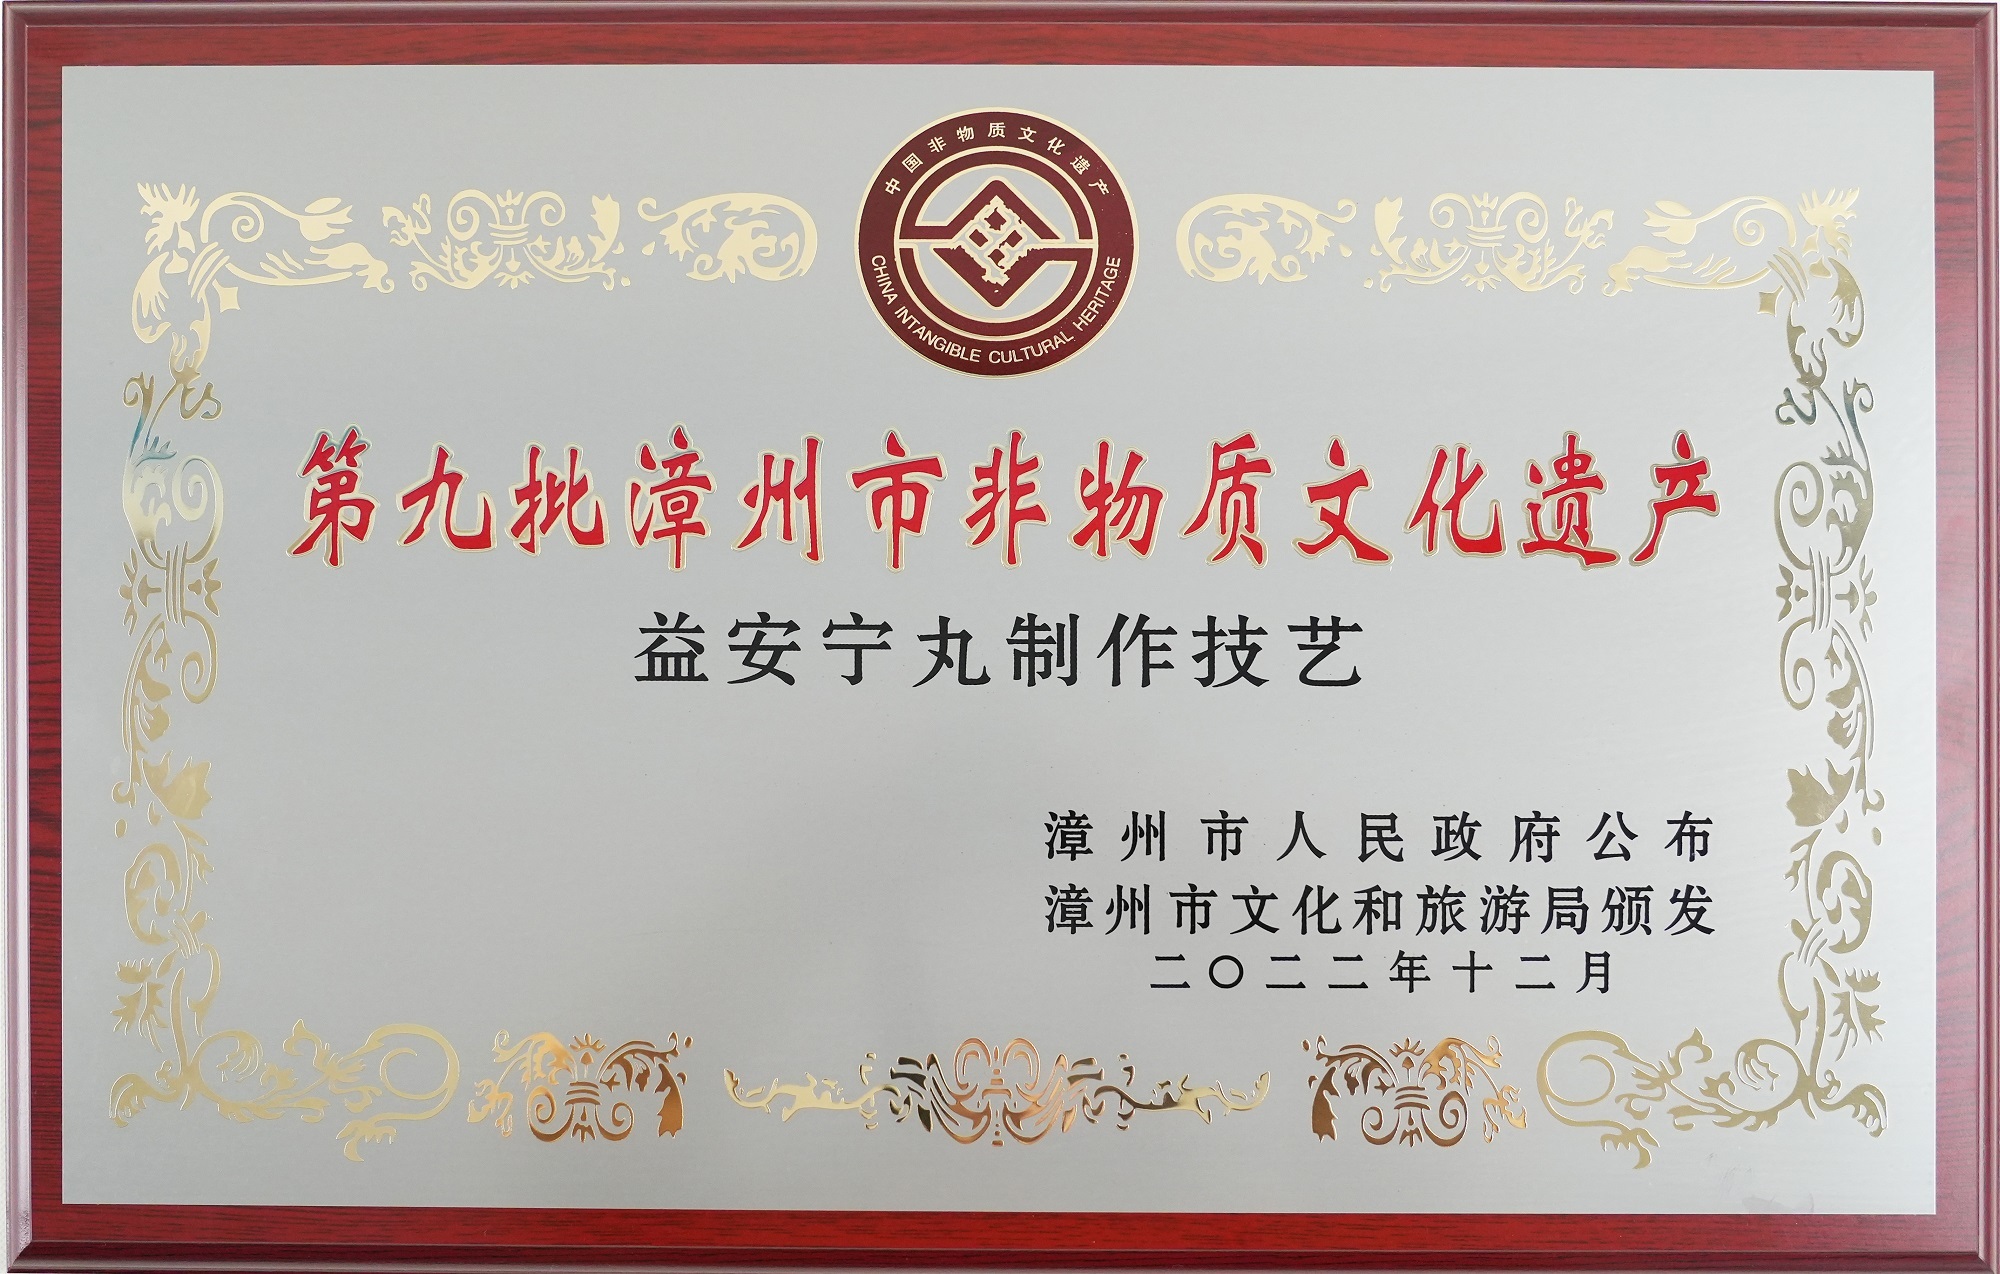 中国非物质文化遗产
CHINA INTANGIBLE CULTURAL HERITAGE
第九批漳州市非物质文化遗产
益安宁丸制作技艺
漳州市人民政府公布
漳州市文化和旅游局颁发
二〇二二年十二月